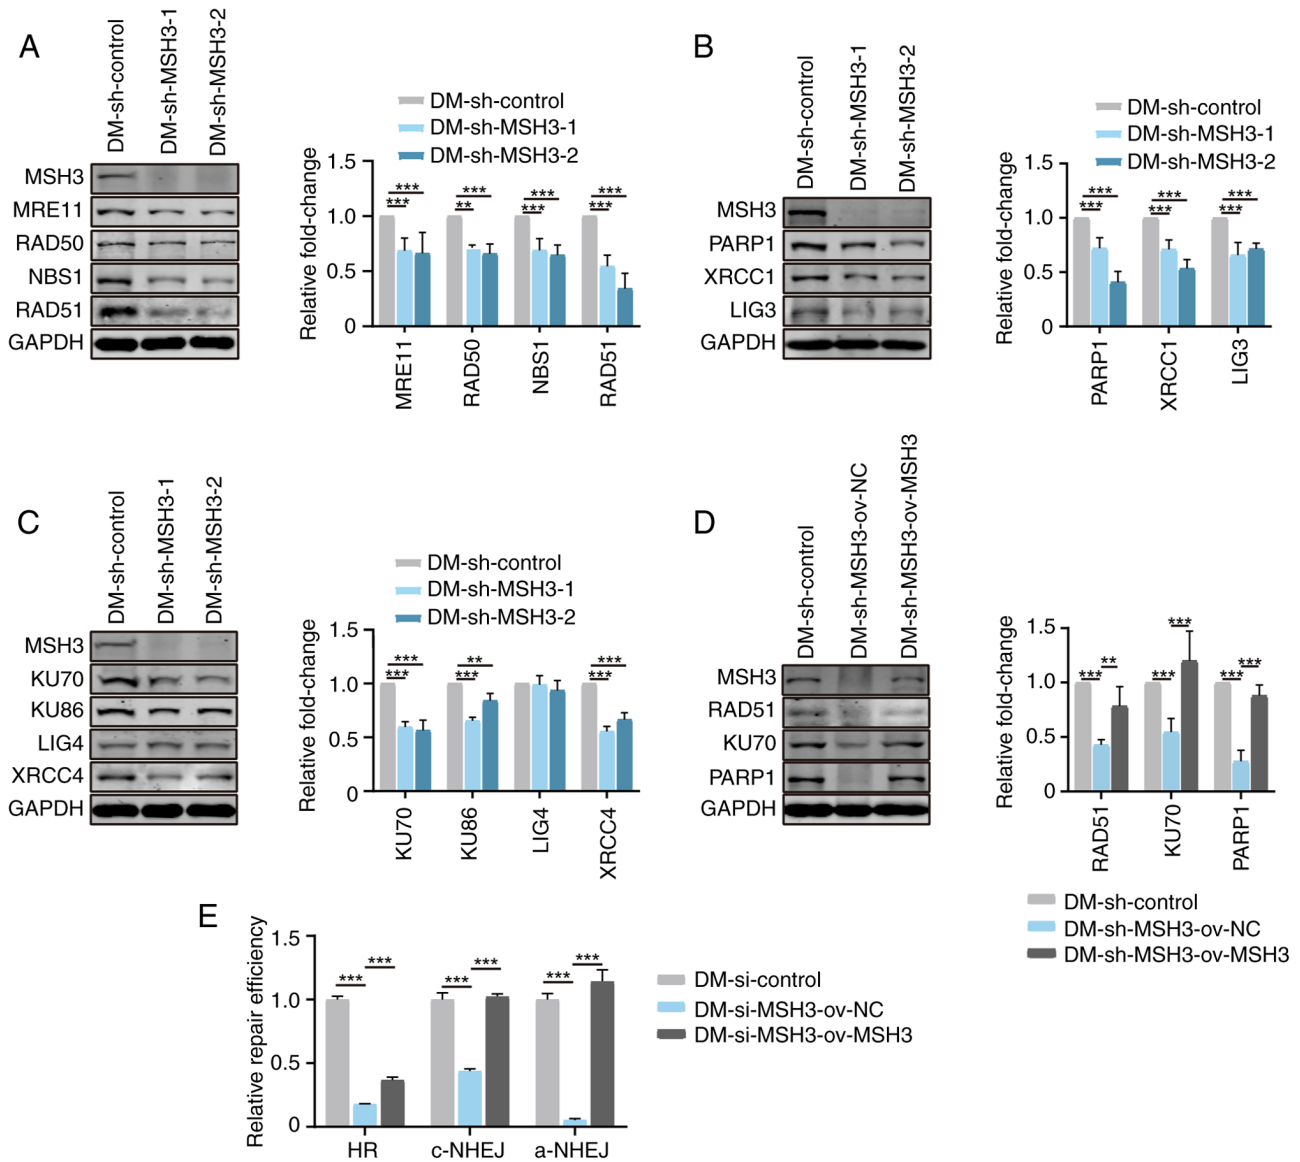 A
DM-sh-control
DM-sh-MSH3-1
DM-sh-MSH3-2
MSH3
MRE11
RAD50
NBS1
RAD51
GAPDH
DM-sh-control
DM-sh-MSH3-1
DM-sh-MSH3-2
Relative fold-change
1.5
1.0
0.5
0
*** *** ** *** *** *** *** ***
MRE11
RAD50
NBS1
RAD51
B
DM-sh-control
DM-sh-MSH3-1
DM-sh-MSH3-2
MSH3
PARP1
XRCC1
LIG3
GAPDH
DM-sh-control
DM-sh-MSH3-1
DM-sh-MSH3-2
Relative fold-change
1.5
1.0
0.5
0
*** *** *** *** *** ***
PARP1
XRCC1
LIG3
C
DM-sh-control
DM-sh-MSH3-1
DM-sh-MSH3-2
MSH3
KU70
KU86
LIG4
XRCC4
GAPDH
DM-sh-control
DM-sh-MSH3-1
DM-sh-MSH3-2
Relative fold-change
1.5
1.0
0.5
0
*** *** *** ** *** ***
KU70
KU86
LIG4
XRCC4
D
DM-sh-control
DM-sh-MSH3-ov-NC
DM-sh-MSH3-ov-MSH3
MSH3
RAD51
KU70
PARP1
GAPDH
Relative fold-change
1.5
1.0
0.5
0
*** ** *** *** *** ***
RAD51
KU70
PARP1
DM-sh-control
DM-sh-MSH3-ov-NC
DM-sh-MSH3-ov-MSH3
E
Relative repair efficiency
1.5
1.0
0.5
0
*** *** *** *** *** ***
HR
c-NHEJ
a-NHEJ
DM-si-control
DM-si-MSH3-ov-NC
DM-si-MSH3-ov-MSH3